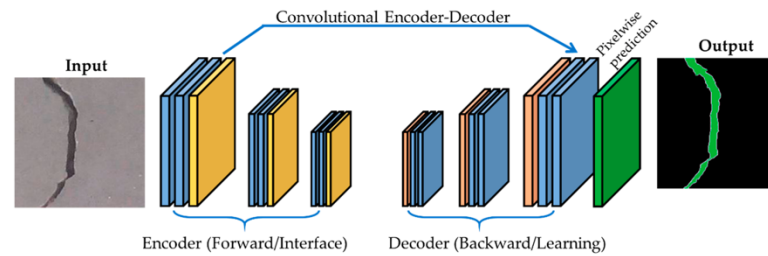 Convolutional Encoder-Decoder
Input
Pixelwise
prediction
Output
Encoder (Forward/Interface)
Decoder (Backward/Learning)